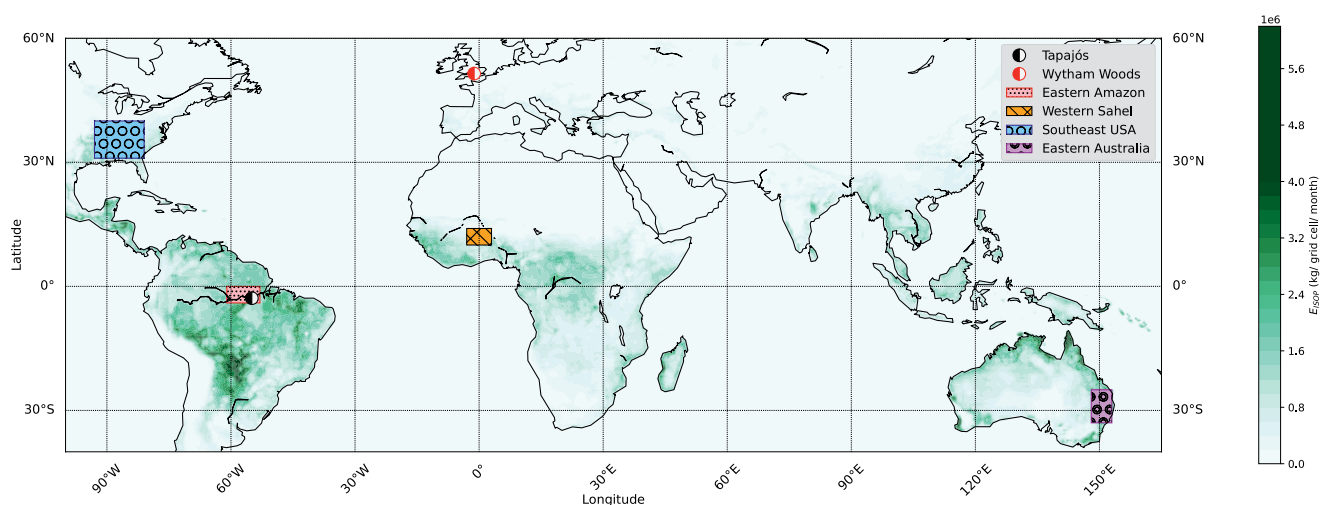 1e6
60°N
60°N
Tapajós
Wytham Woods
Eastern Amazon
Western Sahel
Southeast USA
Eastern Australia
5.6
4.8
30°N
30°N
4.0
Latitude
3.2
E_ISOP (kg/ grid cell/ month)
0°
0°
2.4
1.6
30°S
30°S
0.8
0.0
90°W
60°W
30°W
0°
30°E
60°E
90°E
120°E
150°E
Longitude